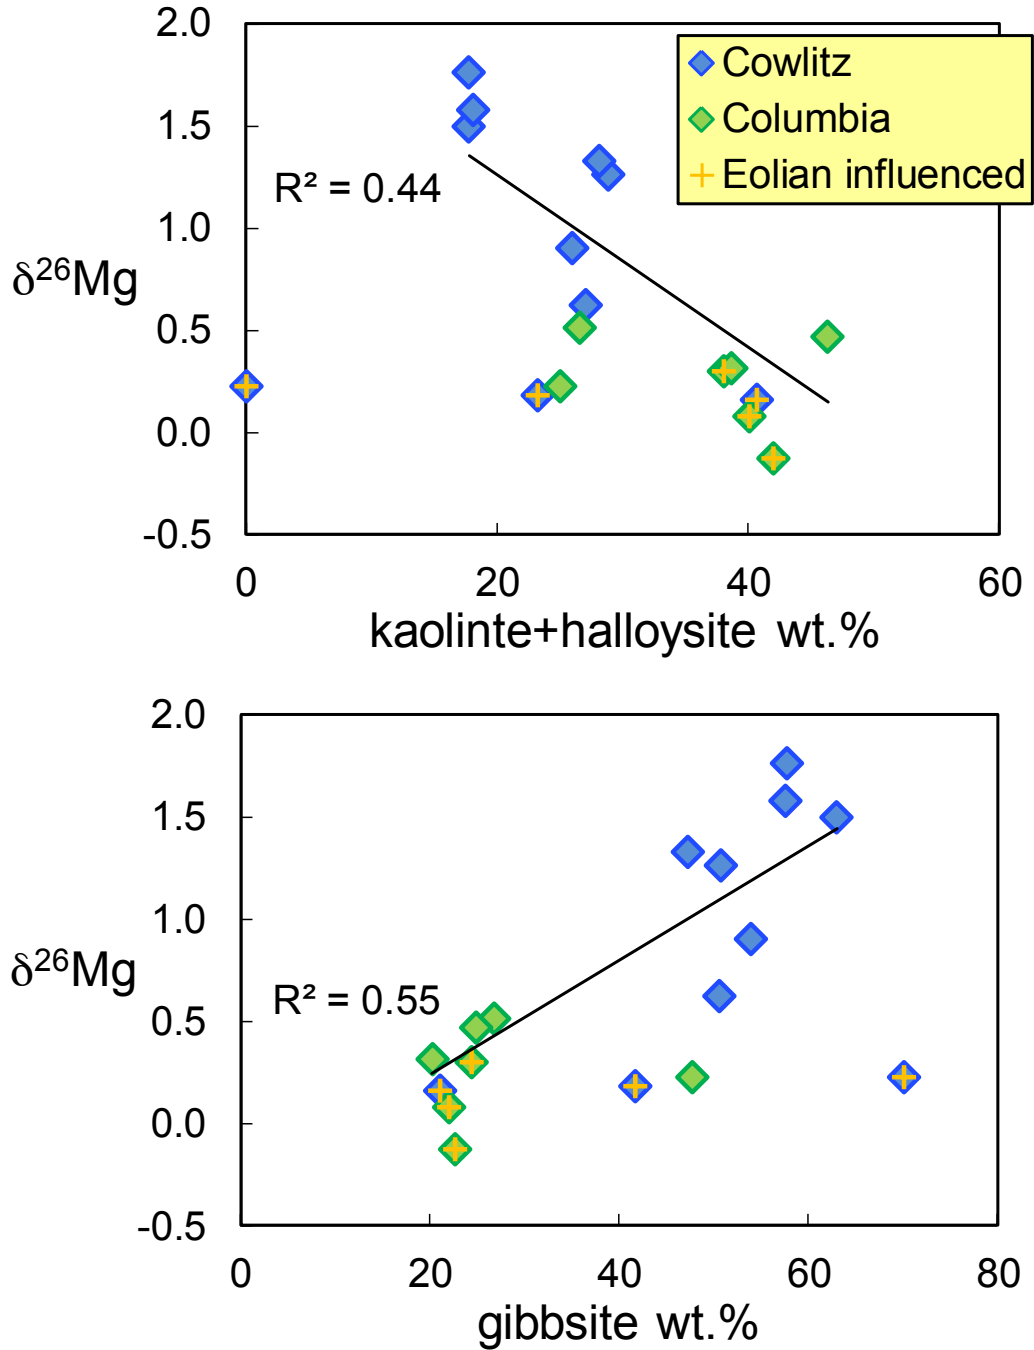 2.0
Cowlitz
Columbia
Eolian influenced
1.5
R² = 0.44
1.0
δ²⁶Mg
0.5
0.0
-0.5
0 20 40 60
kaolinte+halloysite wt.%
2.0
1.5
1.0
δ²⁶Mg
R² = 0.55
0.5
0.0
-0.5
0 20 40 60 80
gibbsite wt.%